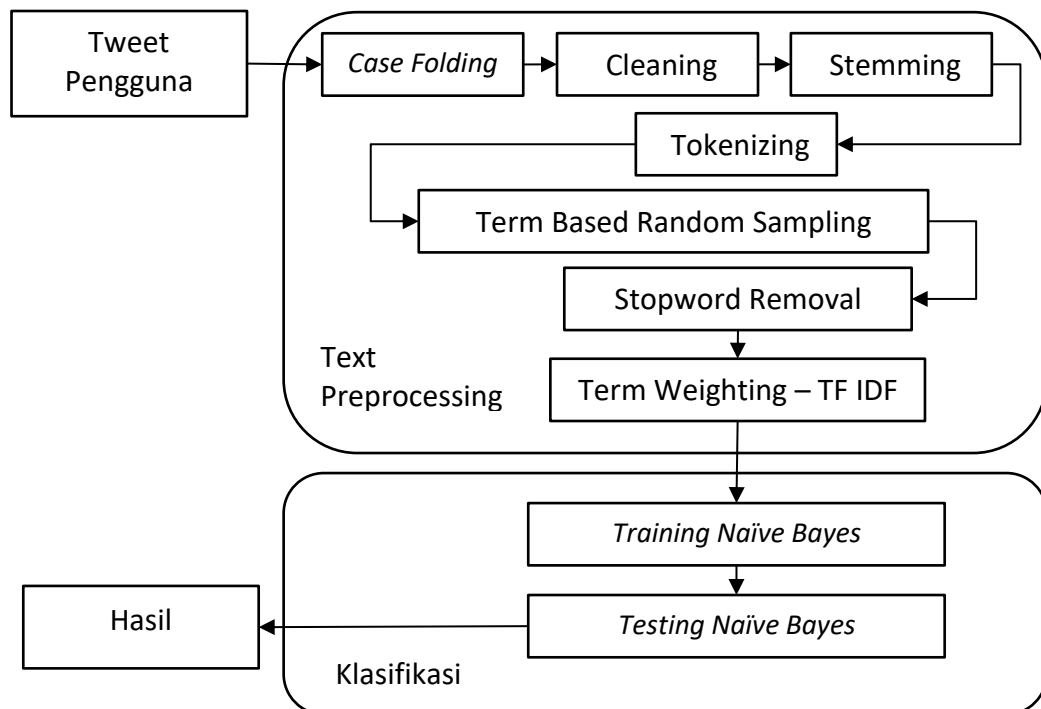 Tweet
Pengguna
Case Folding
Cleaning
Stemming
Tokenizing
Term Based Random Sampling
Stopword Removal
Text
Preprocessing
Term Weighting – TF IDF
Training Naïve Bayes
Testing Naïve Bayes
Hasil
Klasifikasi